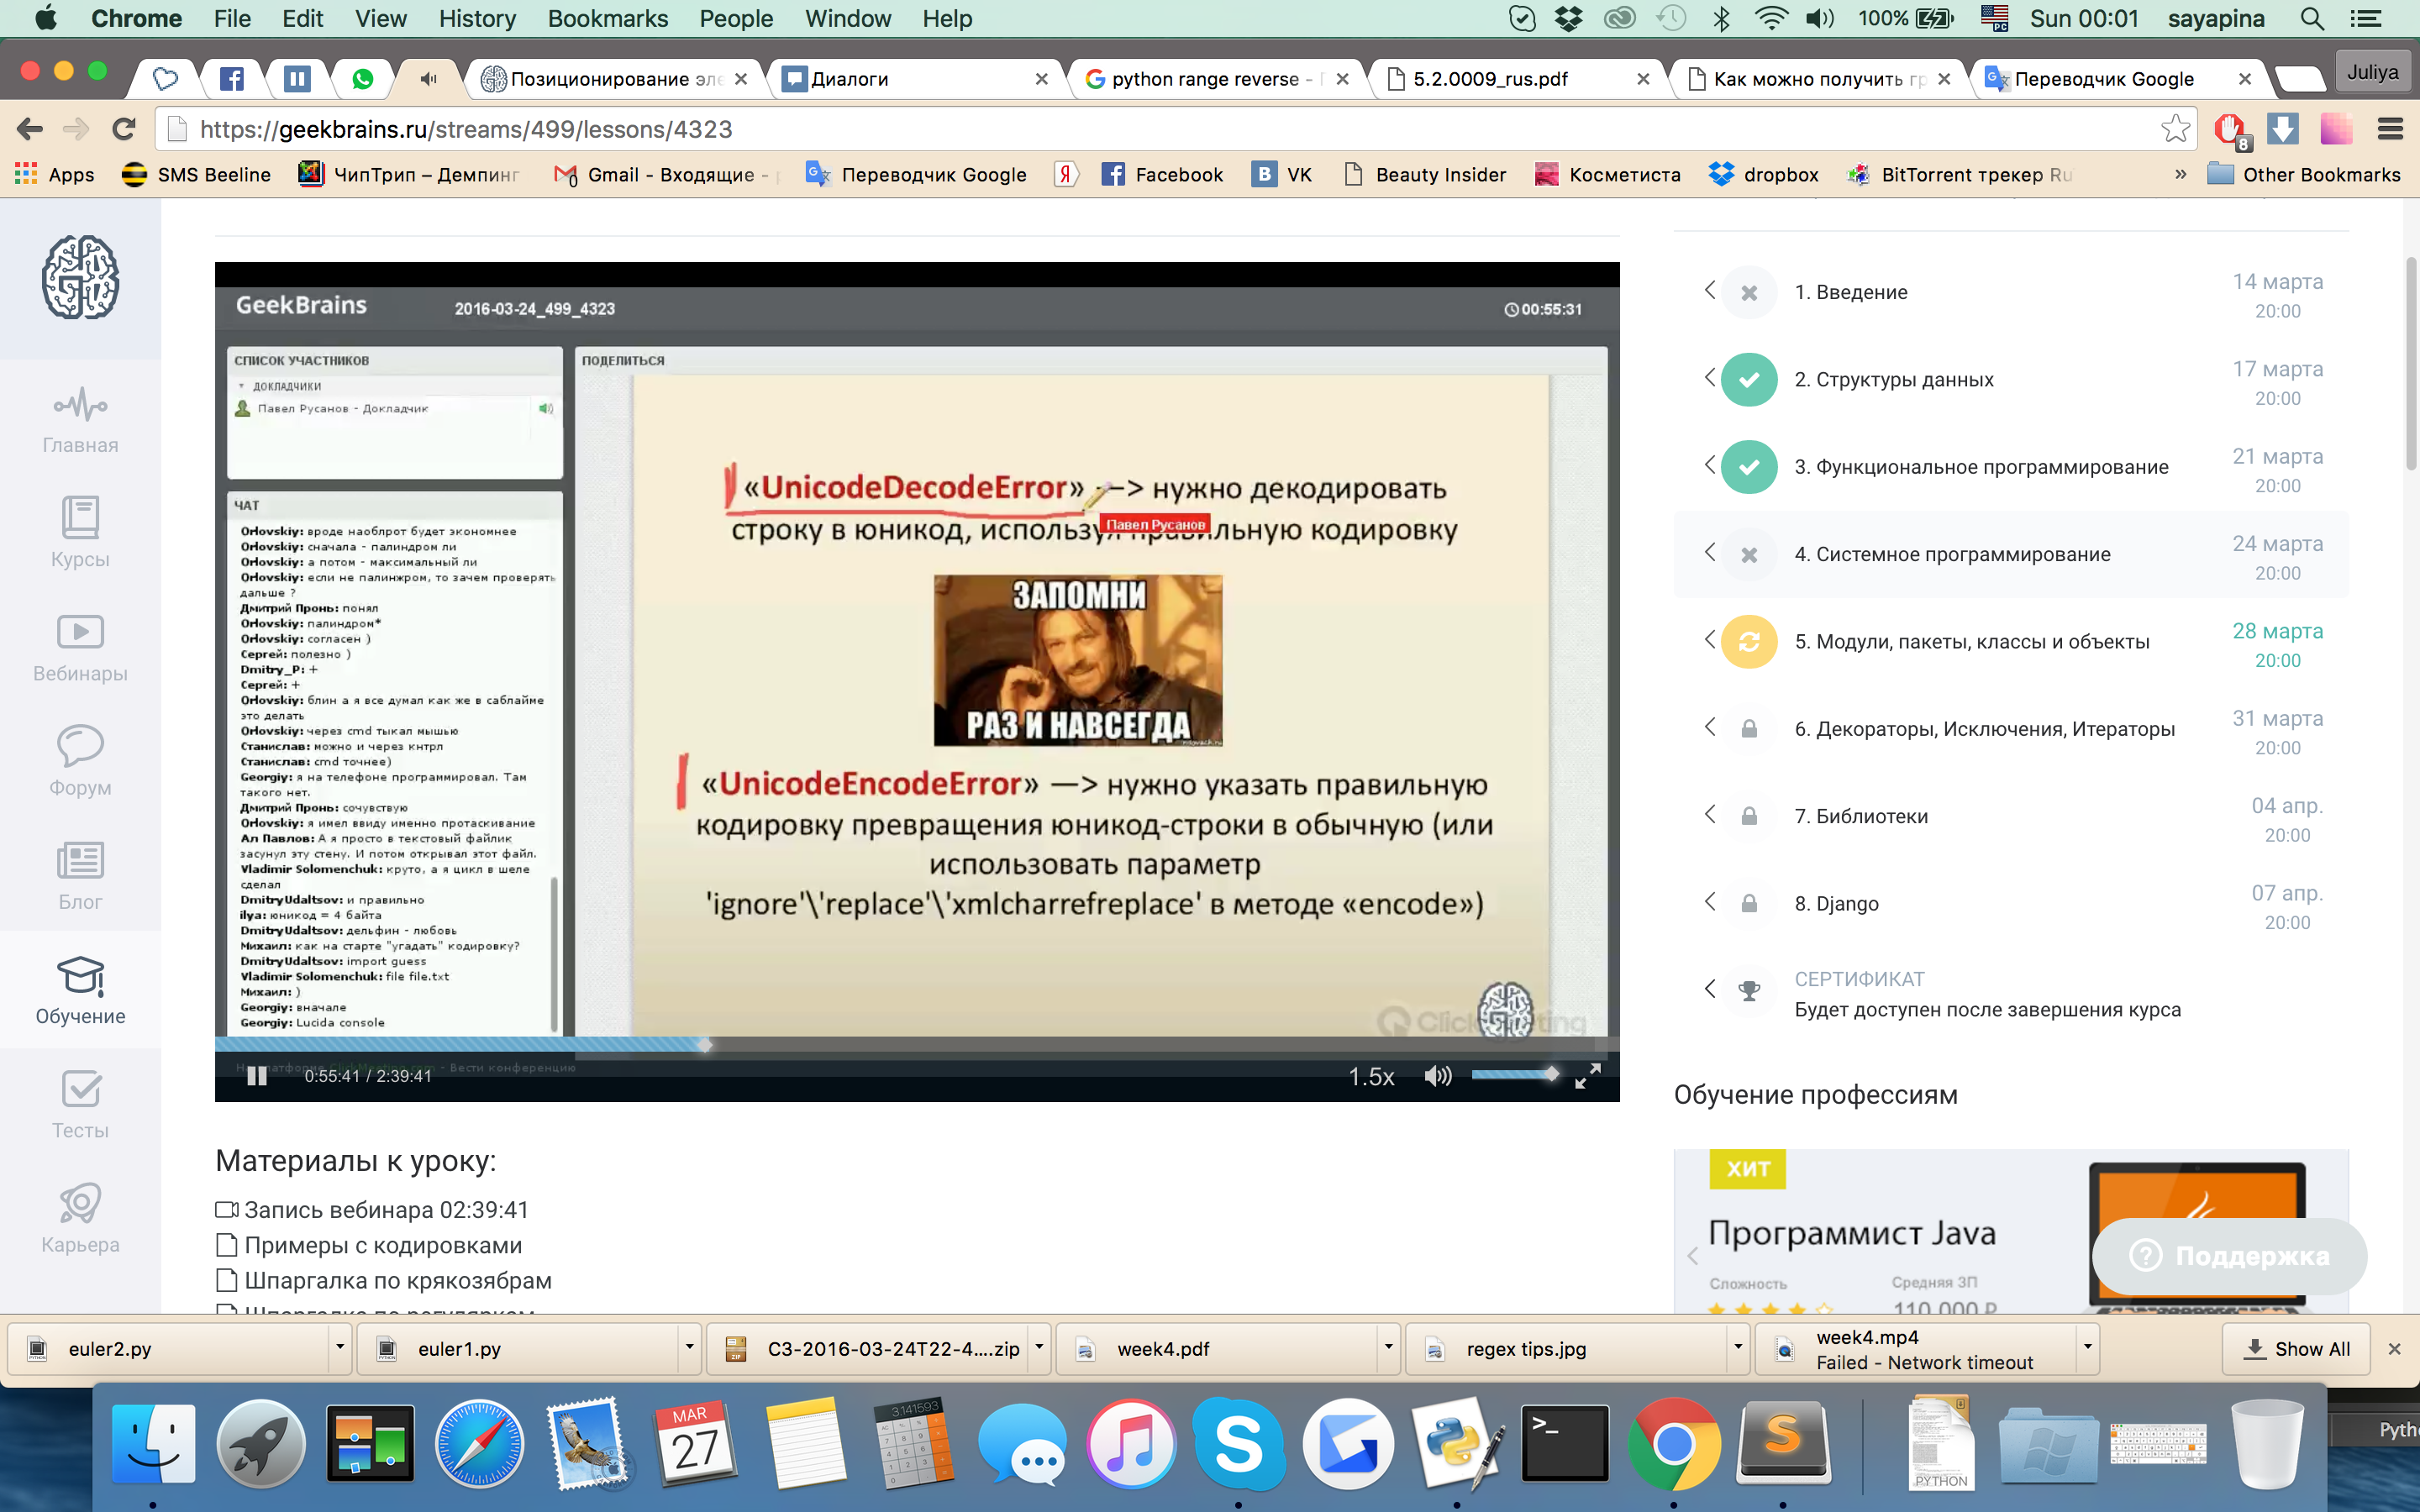 Chrome File Edit View History Bookmarks People Window Help 100% Sun 00:01 sayapina
Позиционирование эле
Диалоги
python range reverse -
5.2.0009_rus.pdf
Как можно получить гр
Переводчик Google
Juliya
https://geekbrains.ru/streams/499/lessons/4323
8
Apps SMS Beeline ЧипТрип – Демпинг Gmail - Входящие - Переводчик Google Я Facebook B VK Beauty Insider Косметиста dropbox BitTorrent трекер Ru » Other Bookmarks
Главная
Курсы
Вебинары
Форум
Блог
Обучение
Тесты
Карьера
GeekBrains 2016-03-24_499_4323 00:55:31
СПИСОК УЧАСТНИКОВ
ДОКЛАДЧИКИ
Павел Русанов - Докладчик
ЧАТ
Orlovskiy: вроде наоброт будет экономнее
Orlovskiy: сначала - палиндром ли
Orlovskiy: а потом - максимальный ли
Orlovskiy: если не палинжром, то зачем проверять
дальше ?
Дмитрий Пронь: понял
Orlovskiy: палиндром*
Orlovskiy: согласен )
Сергей: полезно )
Dmitry_P: +
Сергей: +
Orlovskiy: блин а я все думал как же в саблайме
это делать
Orlovskiy: через cmd тыкал мышью
Станислав: можно и через кнтрл
Станислав: cmd точнее)
Georgiy: я на телефоне программировал. Там
такого нет.
Дмитрий Пронь: сочувствую
Orlovskiy: я имел ввиду именно протаскивание
Ал Павлов: А я просто в текстовый файлик
засунул эту стену. И потом открывал этот файл.
Vladimir Solomenchuk: круто, а я цикл в шеле
сделал
DmitryUdaltsov: и правильно
ilya: юникод = 4 байта
DmitryUdaltsov: дельфин - любовь
Михаил: как на старте "угадать" кодировку?
DmitryUdaltsov: import guess
Vladimir Solomenchuk: file file.txt
Михаил: )
Georgiy: вначале
Georgiy: Lucida console
ПОДЕЛИТЬСЯ
«UnicodeDecodeError» —> нужно декодировать
строку в юникод, используя правильную кодировку
Павел Русанов
ЗАПОМНИ
РАЗ И НАВСЕГДА
«UnicodeEncodeError» —> нужно указать правильную
кодировку превращения юникод-строки в обычную (или
использовать параметр
'ignore'\'replace'\'xmlcharrefreplace' в методе «encode»)
0:55:41 / 2:39:41 1.5x
Вести конференцию
Материалы к уроку:
Запись вебинара 02:39:41
Примеры с кодировками
Шпаргалка по крякозябрам
Шпаргалка по регуляркам
1. Введение 14 марта
20:00
2. Структуры данных 17 марта
20:00
3. Функциональное программирование 21 марта
20:00
4. Системное программирование 24 марта
20:00
5. Модули, пакеты, классы и объекты 28 марта
20:00
6. Декораторы, Исключения, Итераторы 31 марта
20:00
7. Библиотеки 04 апр.
20:00
8. Django 07 апр.
20:00
СЕРТИФИКАТ
Будет доступен после завершения курса
Обучение профессиям
ХИТ
Программист Java
Сложность Средняя ЗП
110 000 ₽
Поддержка
euler2.py euler1.py C3-2016-03-24T22-4....zip week4.pdf regex tips.jpg week4.mp4
Failed - Network timeout
Show All
MAR
27
3.141593
PYTHON
Pyth